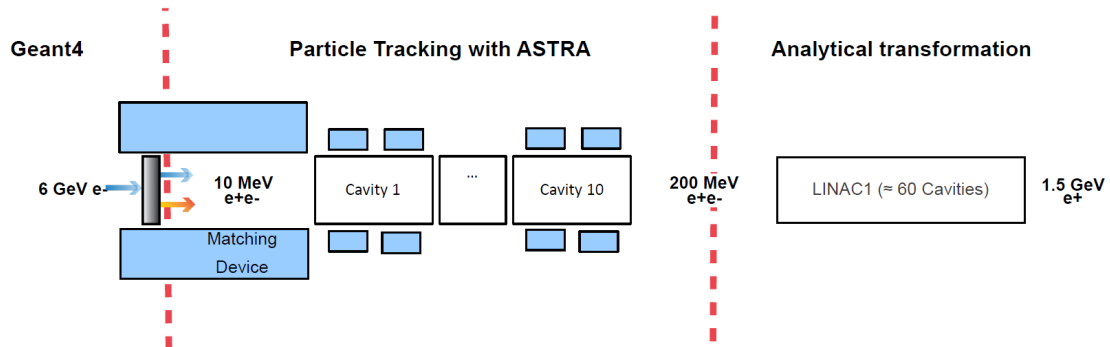 Geant4
Particle Tracking with ASTRA
Analytical transformation
6 GeV e-
10 MeV
e+e-
Cavity 1
...
Cavity 10
200 MeV
e+e-
LINAC1 (≈ 60 Cavities)
1.5 GeV
e+
Matching
Device